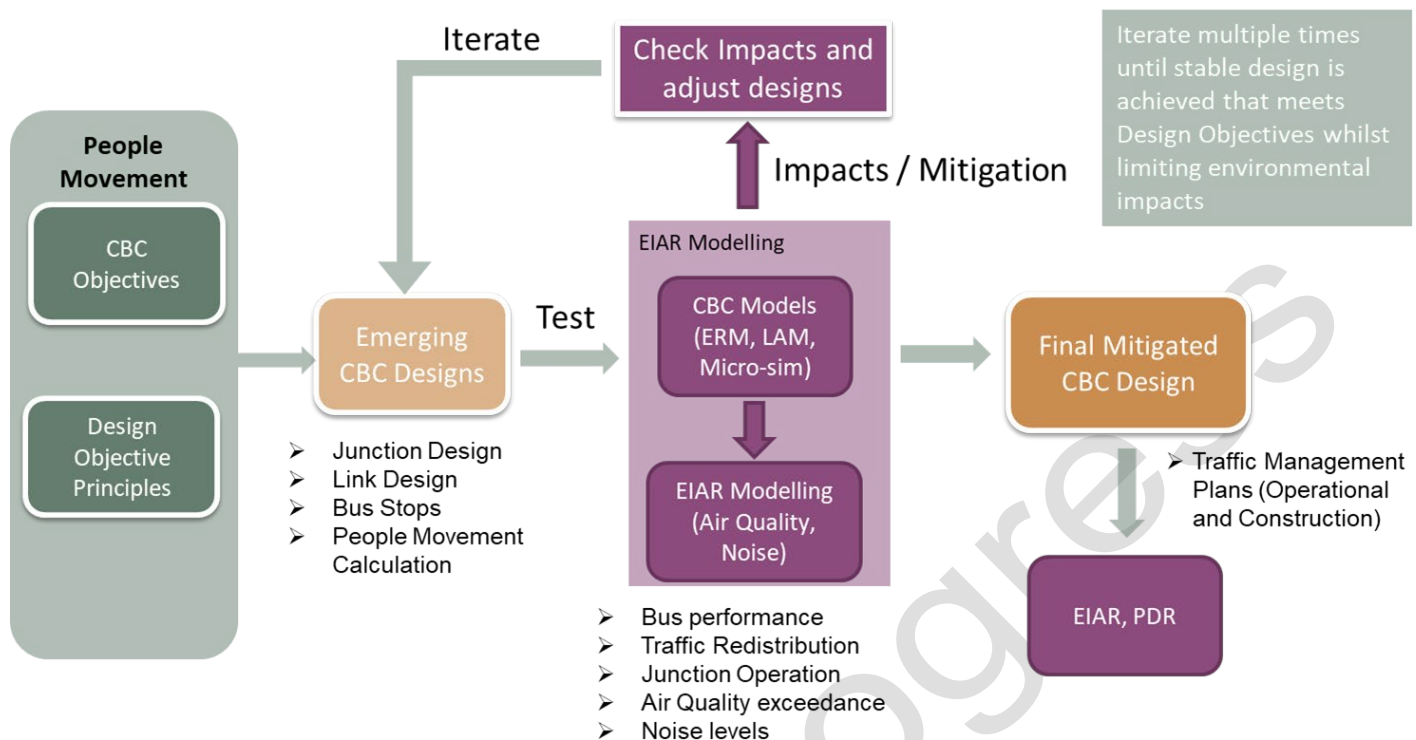 Iterate
Check Impacts and
adjust designs
Iterate multiple times
until stable design is
achieved that meets
Design Objectives whilst
limiting environmental
impacts
People
Movement
Impacts / Mitigation
CBC
Objectives
EIAR Modelling
Emerging
CBC Designs
Test
CBC Models
(ERM, LAM,
Micro-sim)
Final Mitigated
CBC Design
Design
Objective
Principles
➢ Junction Design
➢ Link Design
➢ Bus Stops
➢ People Movement
Calculation
EIAR Modelling
(Air Quality,
Noise)
➢ Traffic Management
Plans (Operational
and Construction)
➢ Bus performance
➢ Traffic Redistribution
➢ Junction Operation
➢ Air Quality exceedance
➢ Noise levels
EIAR, PDR
ogress